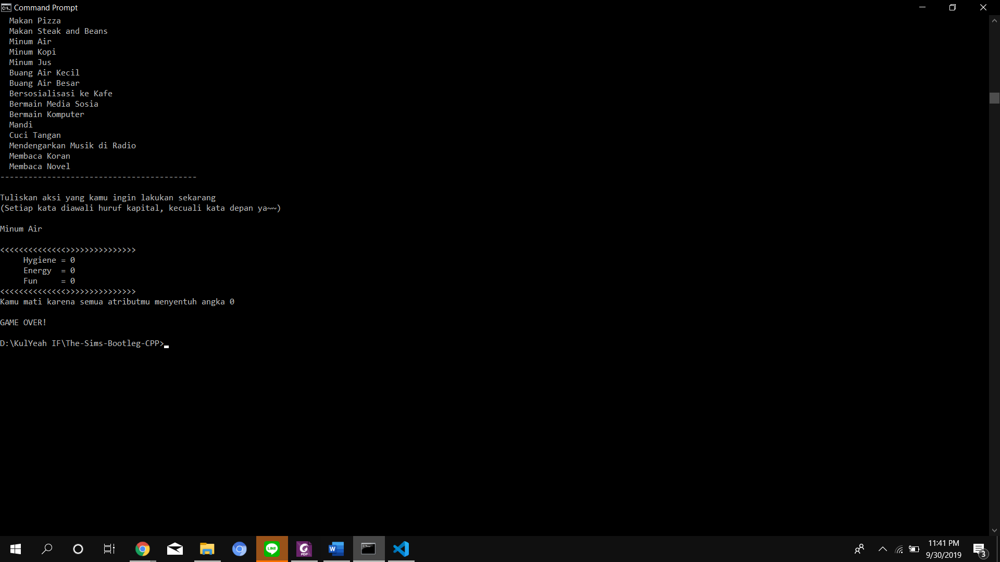 Command Prompt
  Makan Pizza
  Makan Steak and Beans
  Minum Air
  Minum Kopi
  Minum Jus
  Buang Air Kecil
  Buang Air Besar
  Bersosialisasi ke Kafe
  Bermain Media Sosia
  Bermain Komputer
  Mandi
  Cuci Tangan
  Mendengarkan Musik di Radio
  Membaca Koran
  Membaca Novel
------------------------------------------
Tuliskan aksi yang kamu ingin lakukan sekarang
(Setiap kata diawali huruf kapital, kecuali kata depan ya~~)
Minum Air
<<<<<<<<<<<<<<>>>>>>>>>>>>>>>
     Hygiene = 0
     Energy  = 0
     Fun     = 0
<<<<<<<<<<<<<<>>>>>>>>>>>>>>>
Kamu mati karena semua atributmu menyentuh angka 0
GAME OVER!
D:\KulYeah IF\The-Sims-Bootleg-CPP>
LINE
PDF
W
11:41 PM
9/30/2019
3